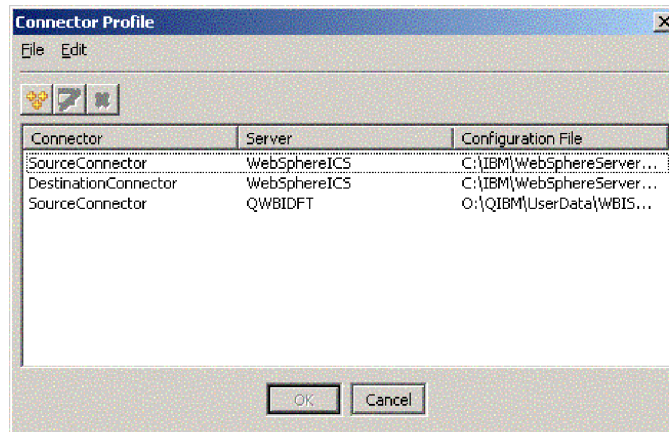 Connector Profile
File Edit
Connector Server Configuration File
SourceConnector WebSphereICS C:\IBM\WebSphereServer...
DestinationConnector WebSphereICS C:\IBM\WebSphereServer...
SourceConnector QWBIDFT O:\QIBM\UserData\WBIS...
OK Cancel